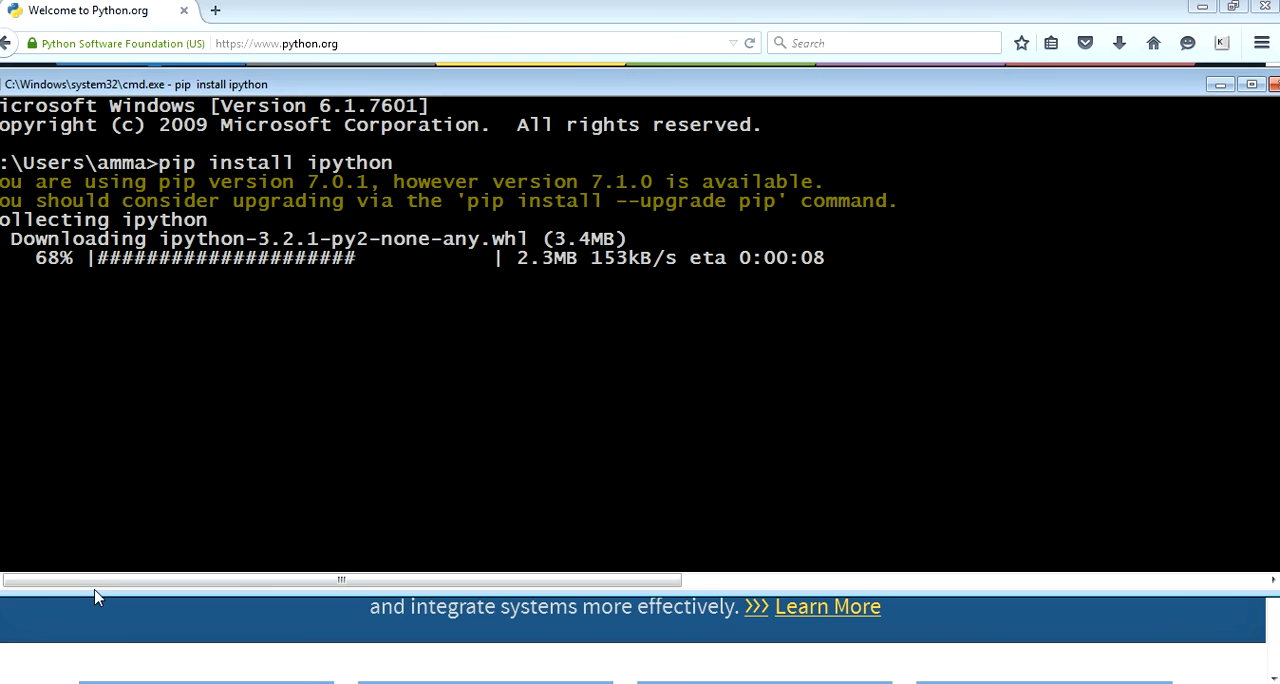 Welcome to Python.org
Python Software Foundation (US) https://www.python.org Search
C:\Windows\system32\cmd.exe - pip  install ipython
icrosoft Windows [Version 6.1.7601]
opyright (c) 2009 Microsoft Corporation.  All rights reserved.
:\Users\amma>pip install ipython
ou are using pip version 7.0.1, however version 7.1.0 is available.
ou should consider upgrading via the 'pip install --upgrade pip' command.
ollecting ipython
Downloading ipython-3.2.1-py2-none-any.whl (3.4MB)
68% |##################### | 2.3MB 153kB/s eta 0:00:08
and integrate systems more effectively. >>> Learn More